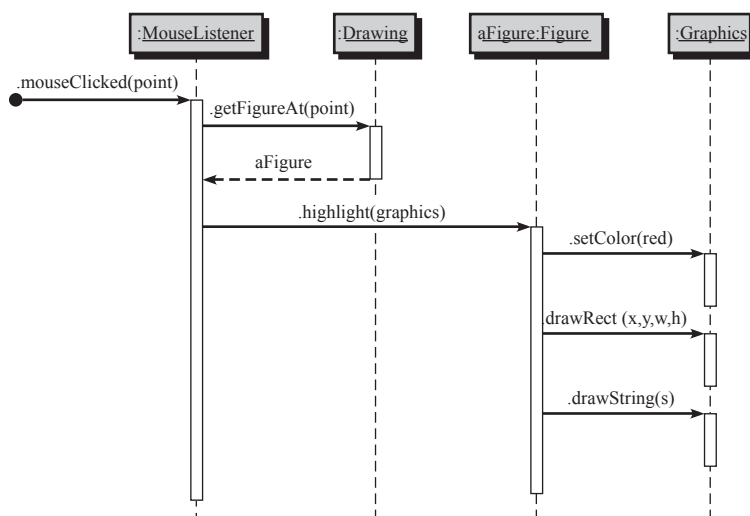 :MouseListener
:Drawing
aFigure:Figure
:Graphics
.mouseClicked(point)
.getFigureAt(point)
aFigure
.highlight(graphics)
.setColor(red)
.drawRect (x,y,w,h)
.drawString(s)